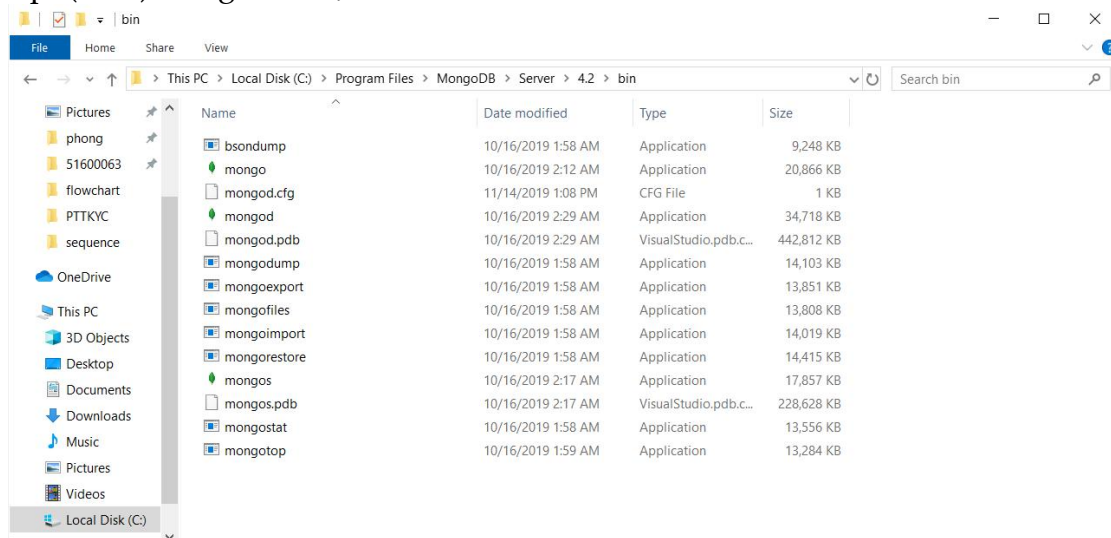 bin
File Home Share View
This PC > Local Disk (C:) > Program Files > MongoDB > Server > 4.2 > bin Search bin
Pictures
phong
51600063
flowchart
PTTKYC
sequence
OneDrive
This PC
3D Objects
Desktop
Documents
Downloads
Music
Pictures
Videos
Local Disk (C:)
Name Date modified Type Size
bsondump 10/16/2019 1:58 AM Application 9,248 KB
mongo 10/16/2019 2:12 AM Application 20,866 KB
mongod.cfg 11/14/2019 1:08 PM CFG File 1 KB
mongod 10/16/2019 2:29 AM Application 34,718 KB
mongod.pdb 10/16/2019 2:29 AM VisualStudio.pdb.c... 442,812 KB
mongodump 10/16/2019 1:58 AM Application 14,103 KB
mongoexport 10/16/2019 1:58 AM Application 13,851 KB
mongofiles 10/16/2019 1:58 AM Application 13,808 KB
mongoimport 10/16/2019 1:58 AM Application 14,019 KB
mongorestore 10/16/2019 1:58 AM Application 14,415 KB
mongos 10/16/2019 2:17 AM Application 17,857 KB
mongos.pdb 10/16/2019 2:17 AM VisualStudio.pdb.c... 228,628 KB
mongostat 10/16/2019 1:58 AM Application 13,556 KB
mongotop 10/16/2019 1:59 AM Application 13,284 KB